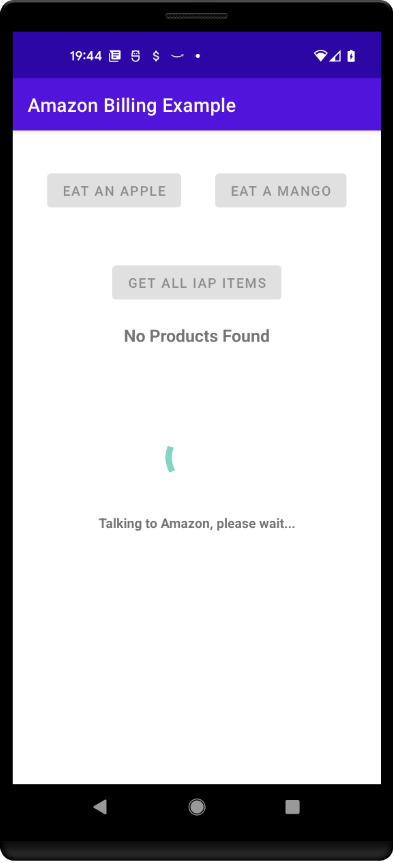 19:44
Amazon Billing Example
EAT AN APPLE
EAT A MANGO
GET ALL IAP ITEMS
No Products Found
Talking to Amazon, please wait...